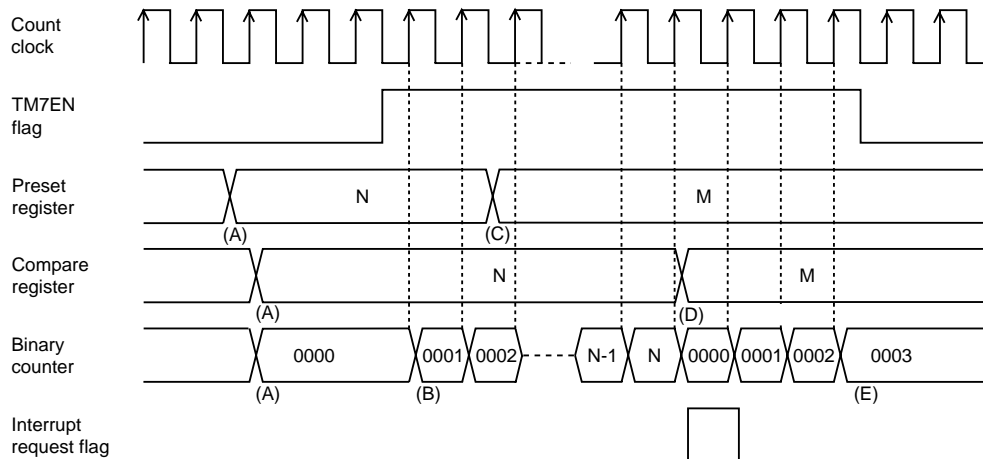 Count
clock
TM7EN
flag
Preset
register
N
M
(A)
(C)
Compare
register
N
M
(A)
(D)
Binary
counter
0000
0001
0002
N-1
N
0000
0001
0002
0003
(A)
(B)
(E)
Interrupt
request flag